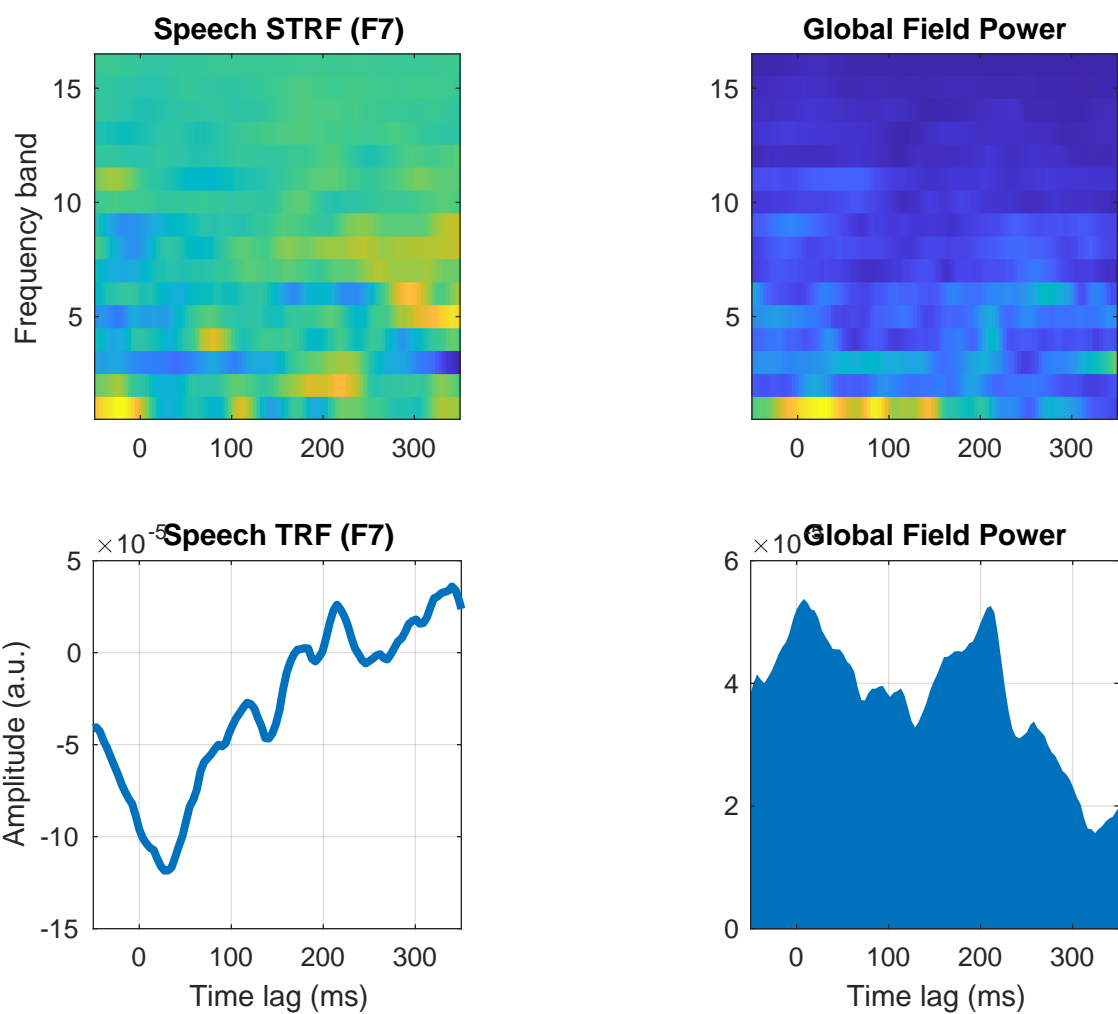 Speech STRF (F7)
Frequency band
15
10
5
0 100 200 300
Global Field Power
15
10
5
0 100 200 300
Speech TRF (F7)
×10-5
Amplitude (a.u.)
5
0
-5
-10
-15
0 100 200 300
Time lag (ms)
Global Field Power
×10
6
4
2
0
0 100 200 300
Time lag (ms)